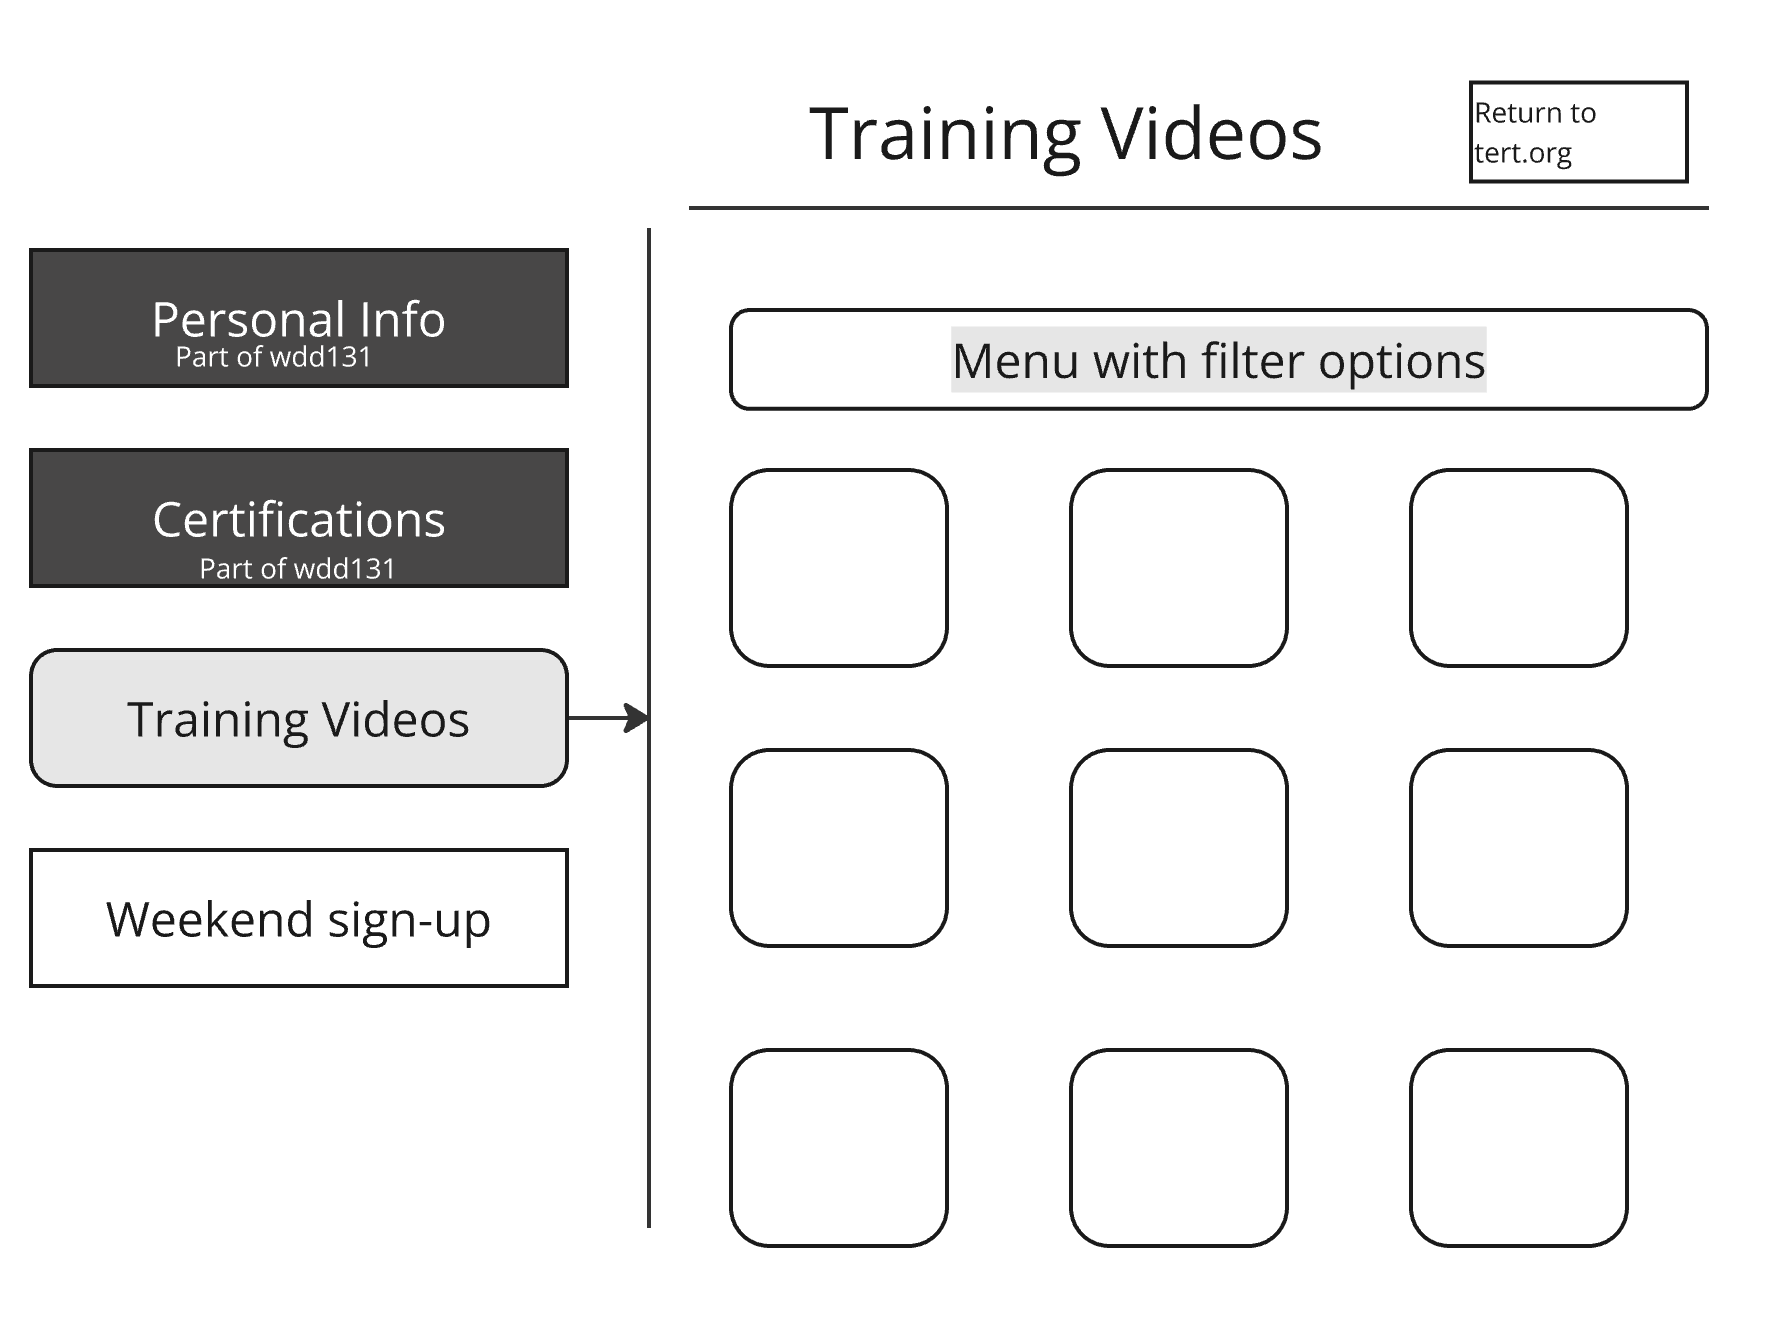 Training Videos
Return to
tert.org
Personal Info
Part of wdd131
Menu with filter options
Certifications
Part of wdd131
Training Videos
Weekend sign-up